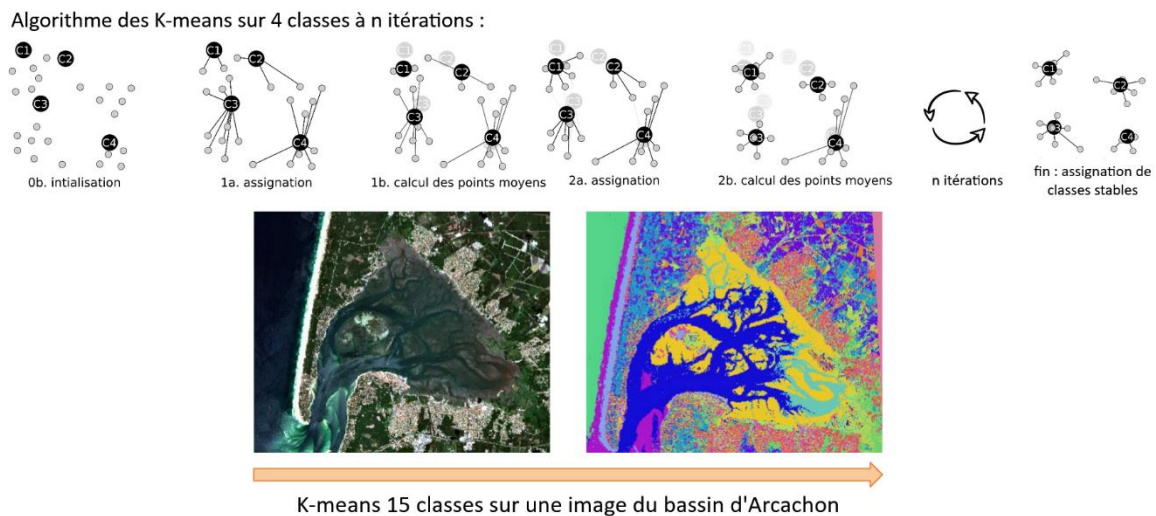 Algorithme des K-means sur 4 classes à n itérations :
C1 C2 C3 C4
C1 C2 C3 C4
C1 C1 C2 C3 C3 C4
C1 C2 C3 C4
C1 C2 C3 C4
C1 C2 C3 C4
0b. intialisation
1a. assignation
1b. calcul des points moyens
2a. assignation
2b. calcul des points moyens
n itérations
fin : assignation de
classes stables
K-means 15 classes sur une image du bassin d'Arcachon